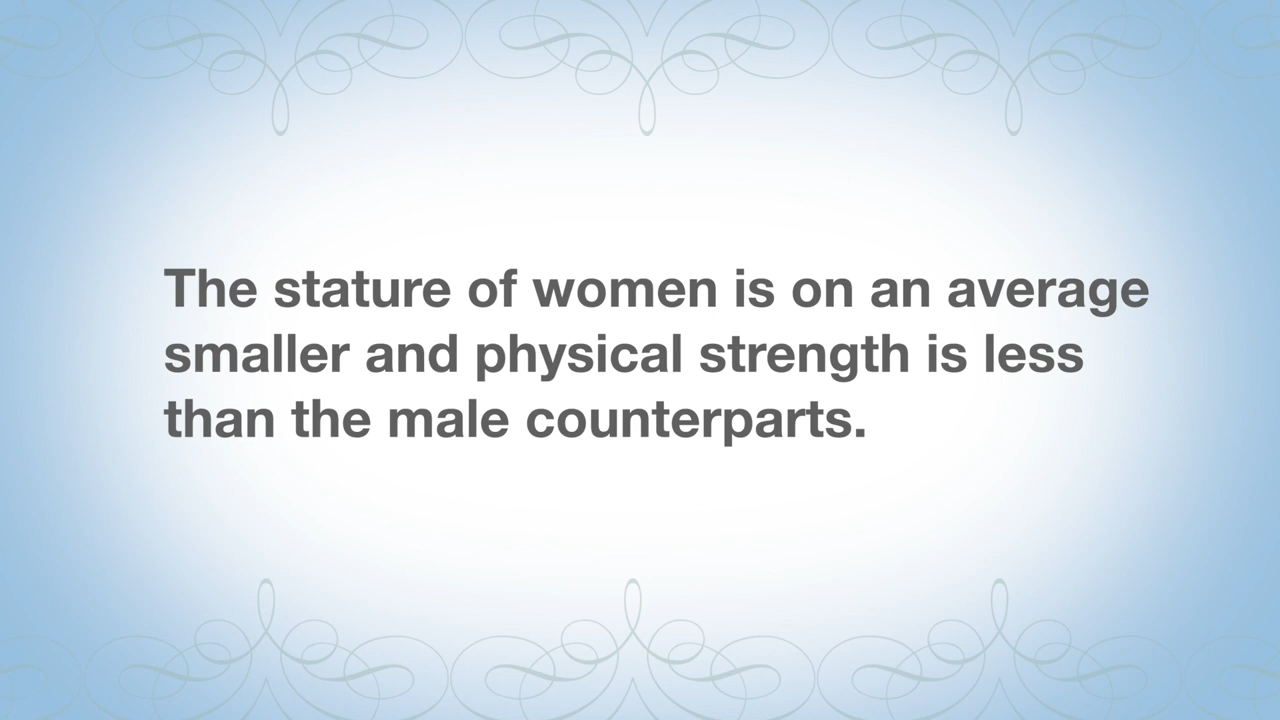 The stature of women is on an average
smaller and physical strength is less
than the male counterparts.